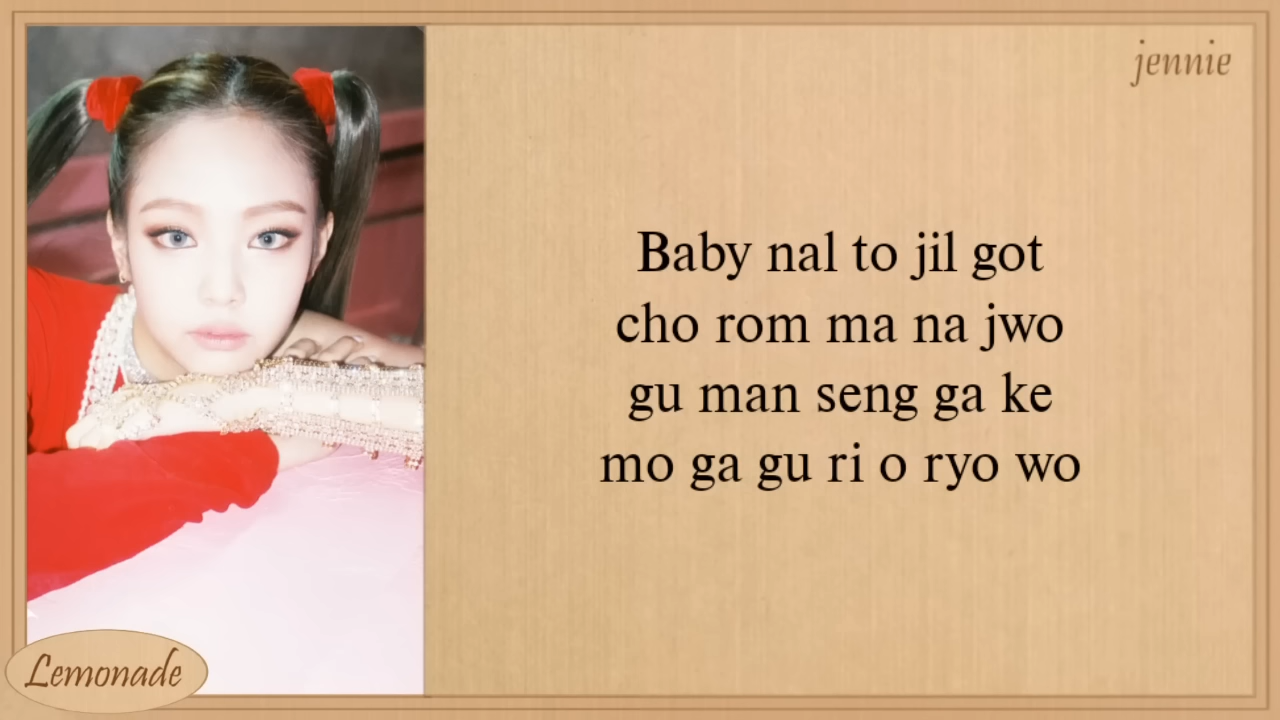 jennie
Baby nal to jil got
cho rom ma na jwo
gu man seng ga ke
mo ga gu ri o ryo wo
Lemonade